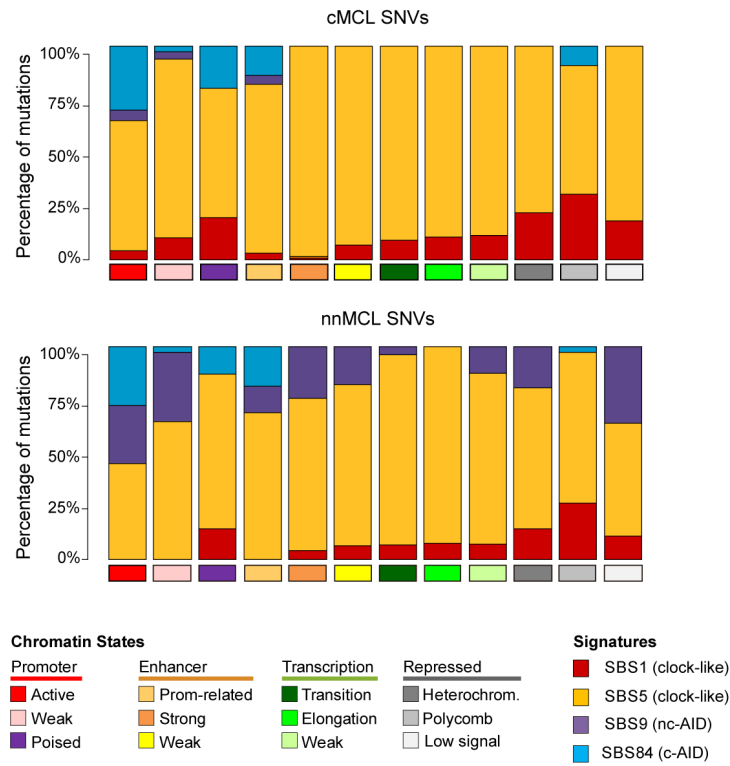 cMCL SNVs
Percentage of mutations
100%
75%
50%
25%
0%
nnMCL SNVs
Percentage of mutations
100%
75%
50%
25%
0%
Chromatin States
Promoter
Active
Weak
Poised
Enhancer
Prom-related
Strong
Weak
Transcription
Transition
Elongation
Weak
Repressed
Heterochrom.
Polycomb
Low signal
Signatures
SBS1 (clock-like)
SBS5 (clock-like)
SBS9 (nc-AID)
SBS84 (c-AID)